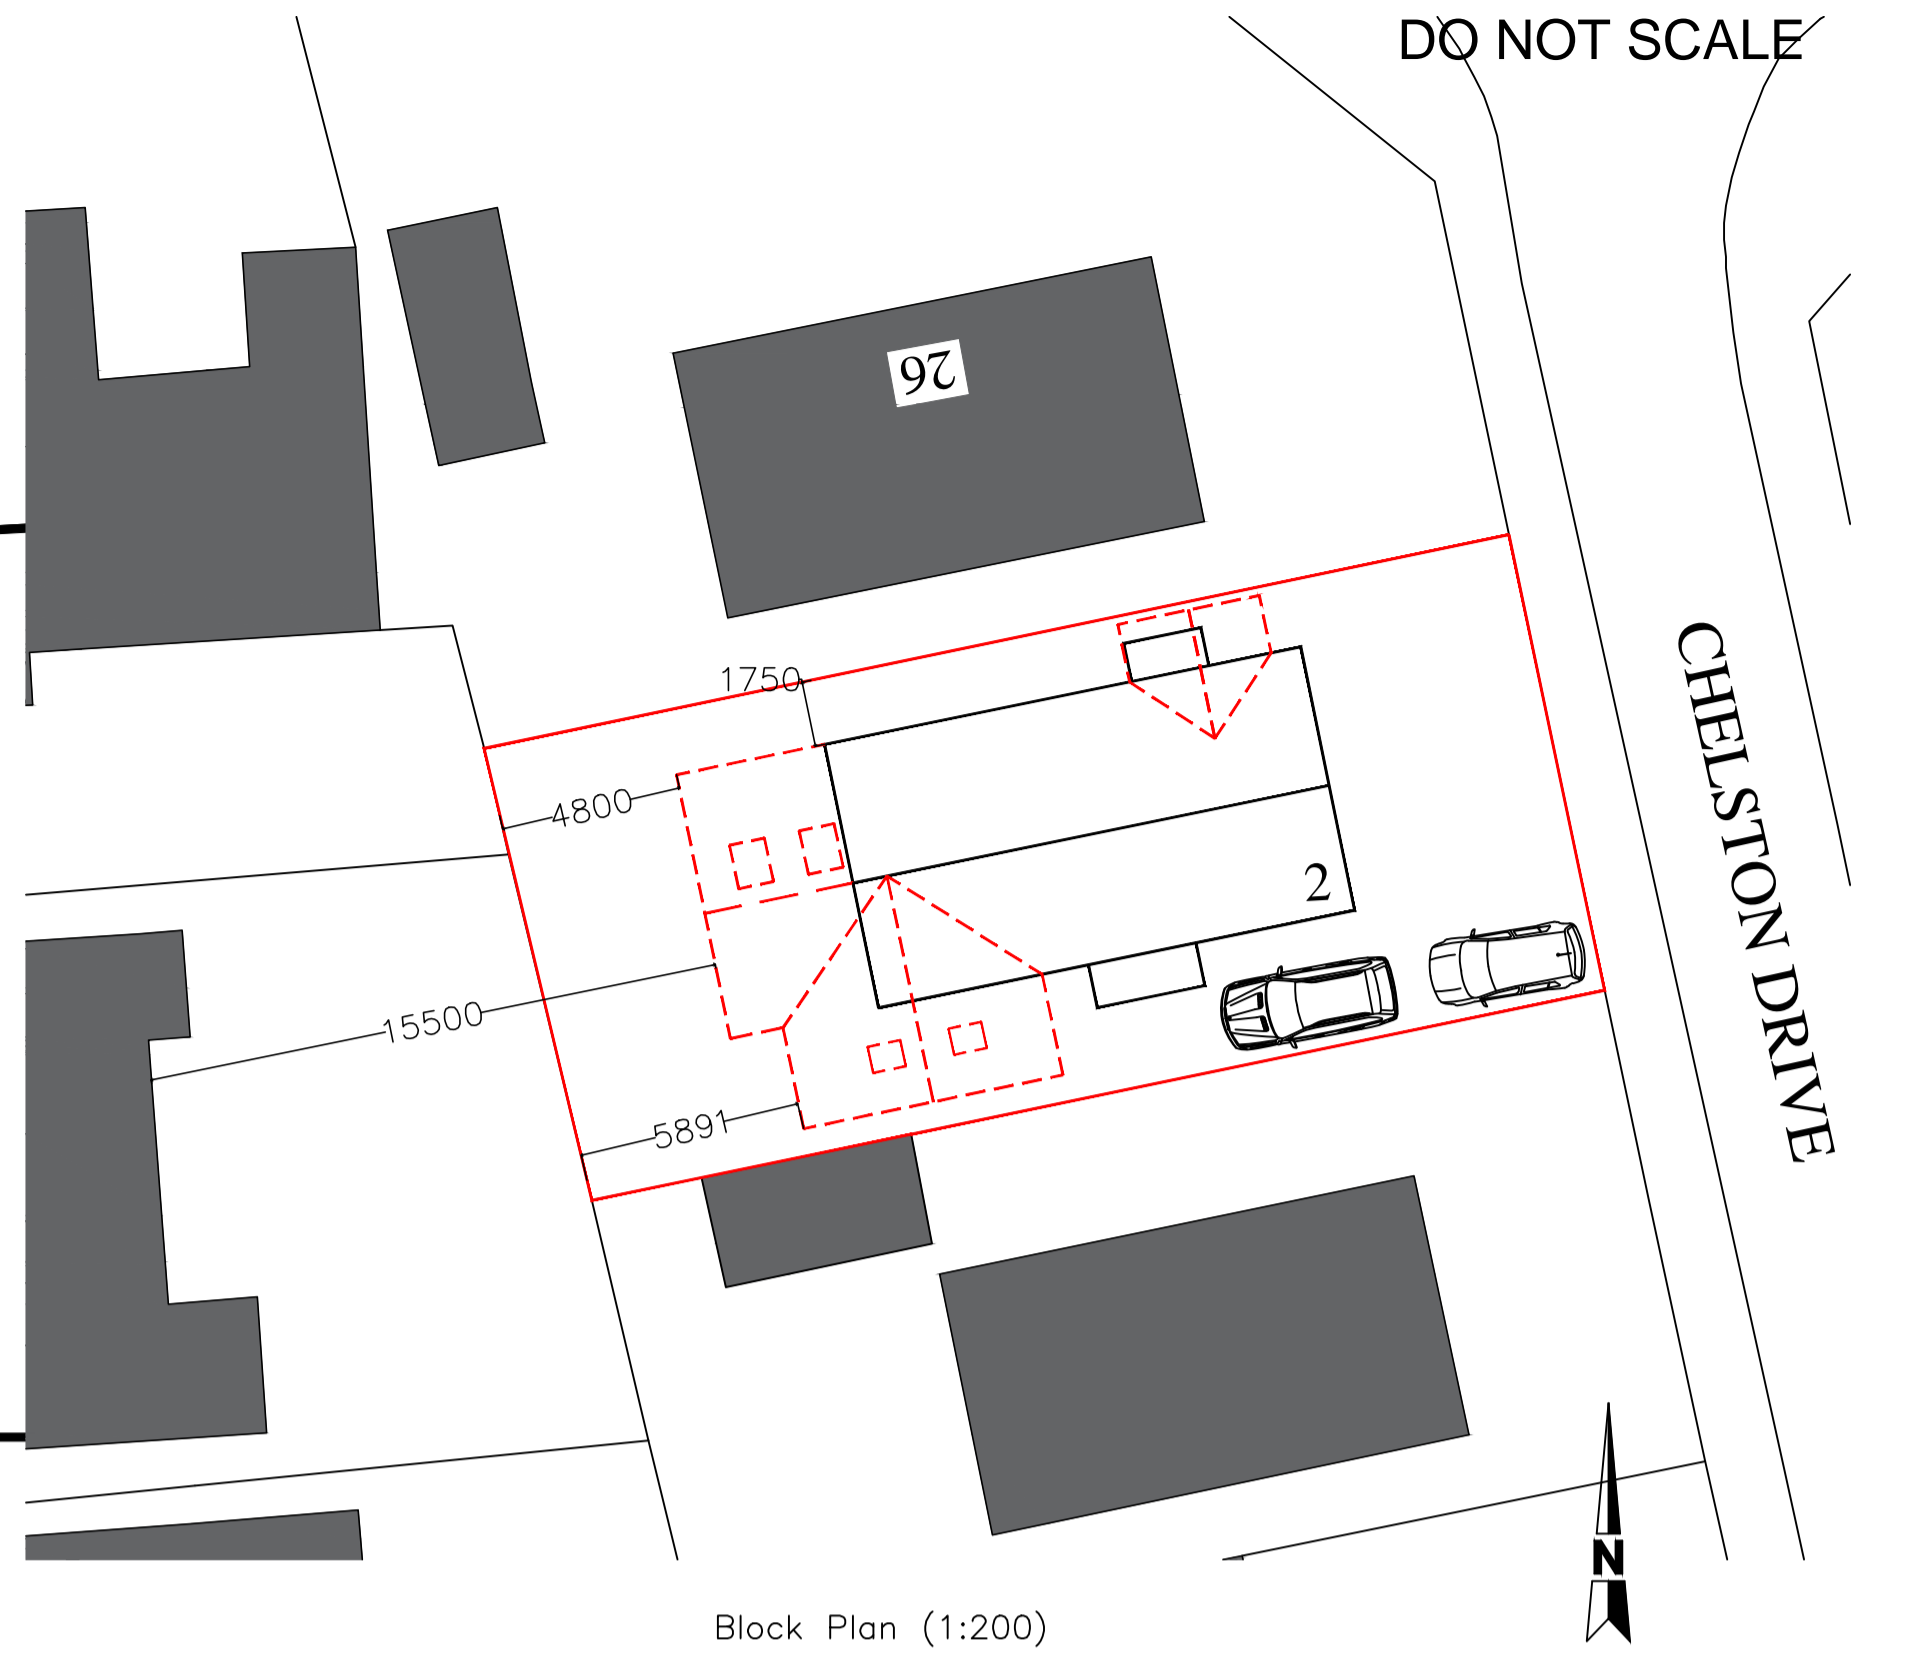 DO NOT SCALE
26
1750
4800
2
CHELSTON DRIVE
15500
5891
N
Block Plan (1:200)